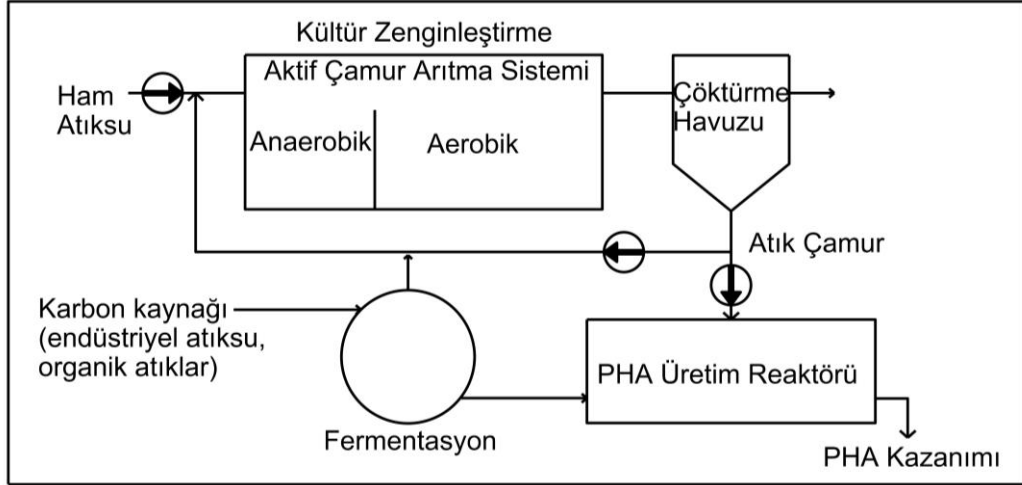 Kültür Zenginleştirme
Aktif Çamur Arıtma Sistemi
Ham
Atıksu
Anaerobik
Aerobik
Çöktürme
Havuzu
Atık Çamur
Karbon kaynağı
(endüstriyel atıksu,
organik atıklar)
PHA Üretim Reaktörü
Fermentasyon
PHA Kazanımı